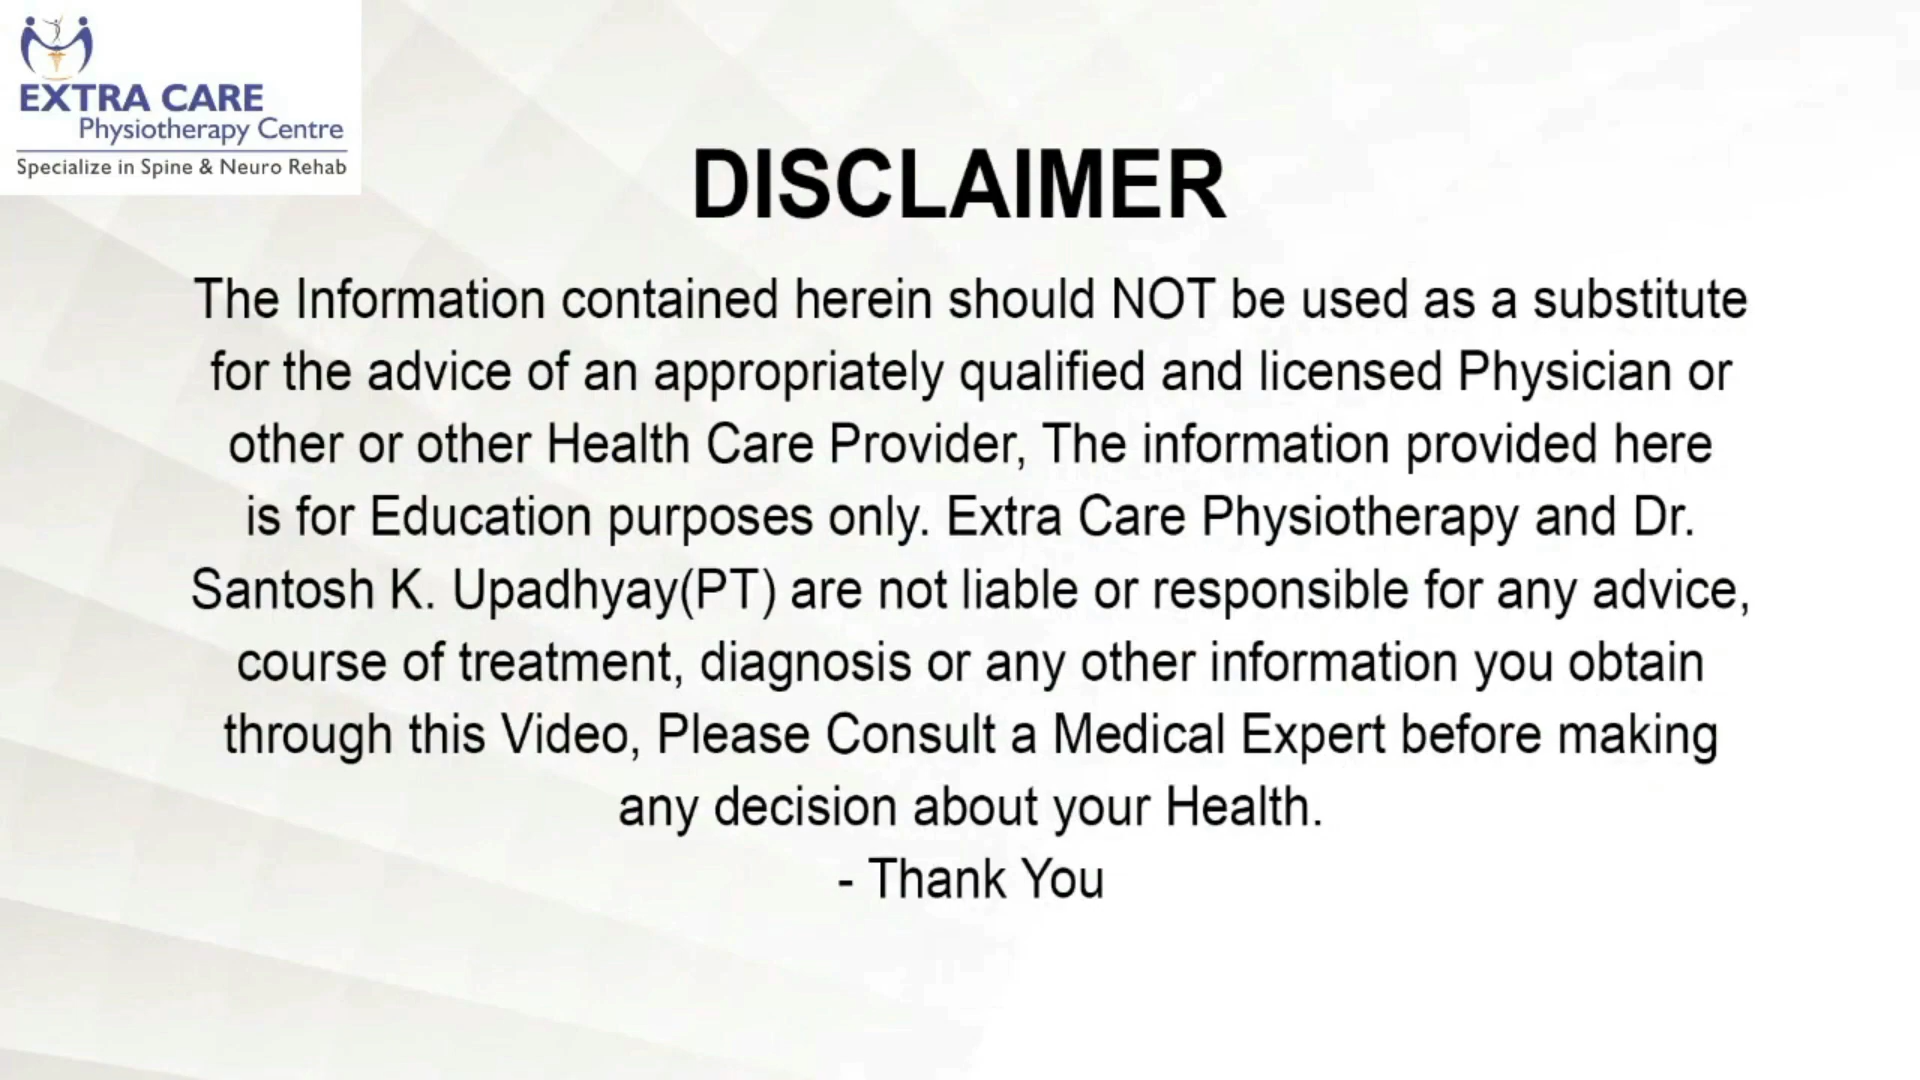 EXTRA CARE
Physiotherapy Centre
Specialize in Spine & Neuro Rehab
DISCLAIMER
The Information contained herein should NOT be used as a substitute
for the advice of an appropriately qualified and licensed Physician or
other or other Health Care Provider, The information provided here
is for Education purposes only. Extra Care Physiotherapy and Dr.
Santosh K. Upadhyay(PT) are not liable or responsible for any advice,
course of treatment, diagnosis or any other information you obtain
through this Video, Please Consult a Medical Expert before making
any decision about your Health.
- Thank You